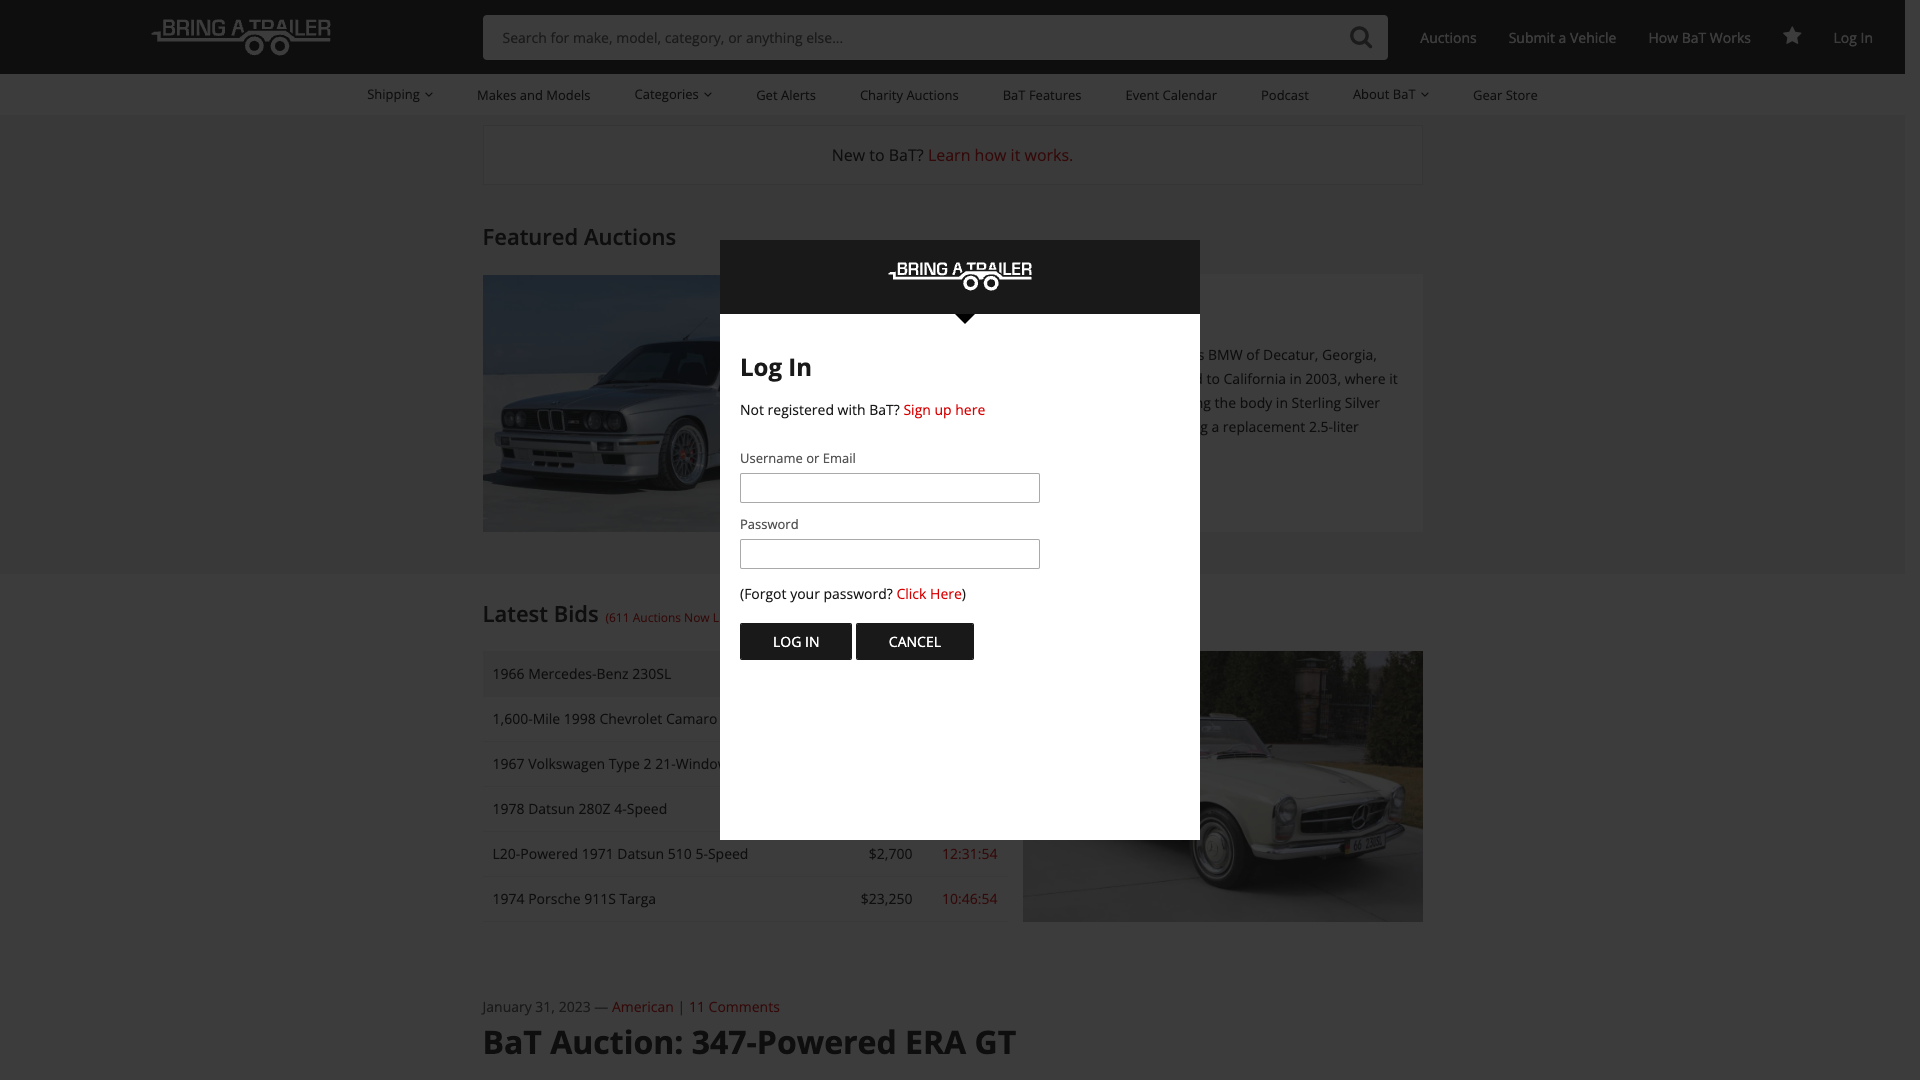 BRING A TRAILER
Search for make, model, category, or anything else...
Auctions
Submit a Vehicle
How BaT Works
Log In
Shipping
Makes and Models
Categories
Get Alerts
Charity Auctions
BaT Features
Event Calendar
Podcast
About BaT
Gear Store
New to BaT? Learn how it works.
Featured Auctions
BMW of Decatur, Georgia,
to California in 2003, where it
the body in Sterling Silver
a replacement 2.5-liter
BRING A TRAILER
Log In
Not registered with BaT? Sign up here
Username or Email
Password
(Forgot your password? Click Here)
LOG IN
CANCEL
Latest Bids (611 Auctions Now
1966 Mercedes-Benz 230SL
1,600-Mile 1998 Chevrolet Camaro
1967 Volkswagen Type 2
1978 Datsun 280Z 4-Speed
L20-Powered 1971 Datsun 510 5-Speed $2,700 12:31:54
1974 Porsche 911S Targa $23,250 10:46:54
January 31, 2023 — American | 11 Comments
BaT Auction: 347-Powered ERA GT